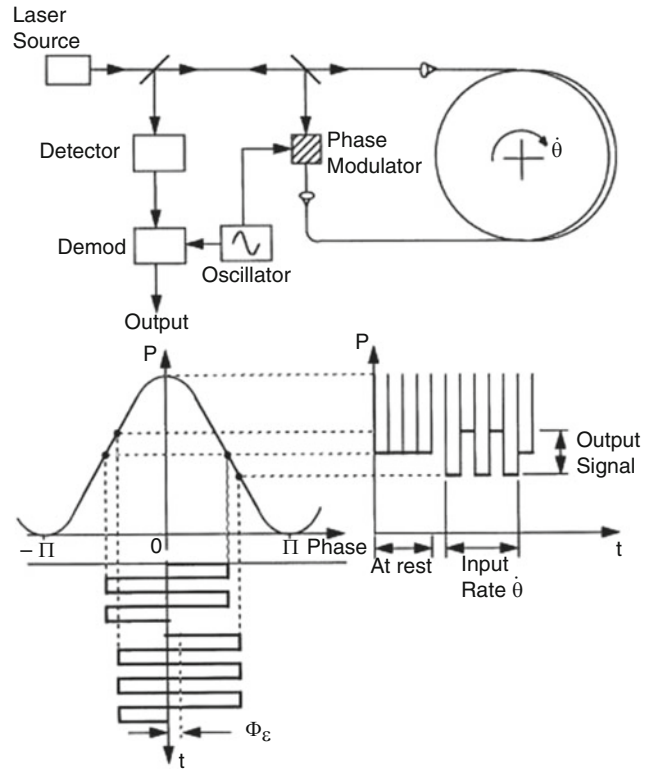 Laser
Source
Detector
Phase
Modulator
θ̇
Demod
Oscillator
Output
P
P
Output
Signal
– Π
0
Π Phase
t
At rest
Input
Rate θ̇
Φε
t